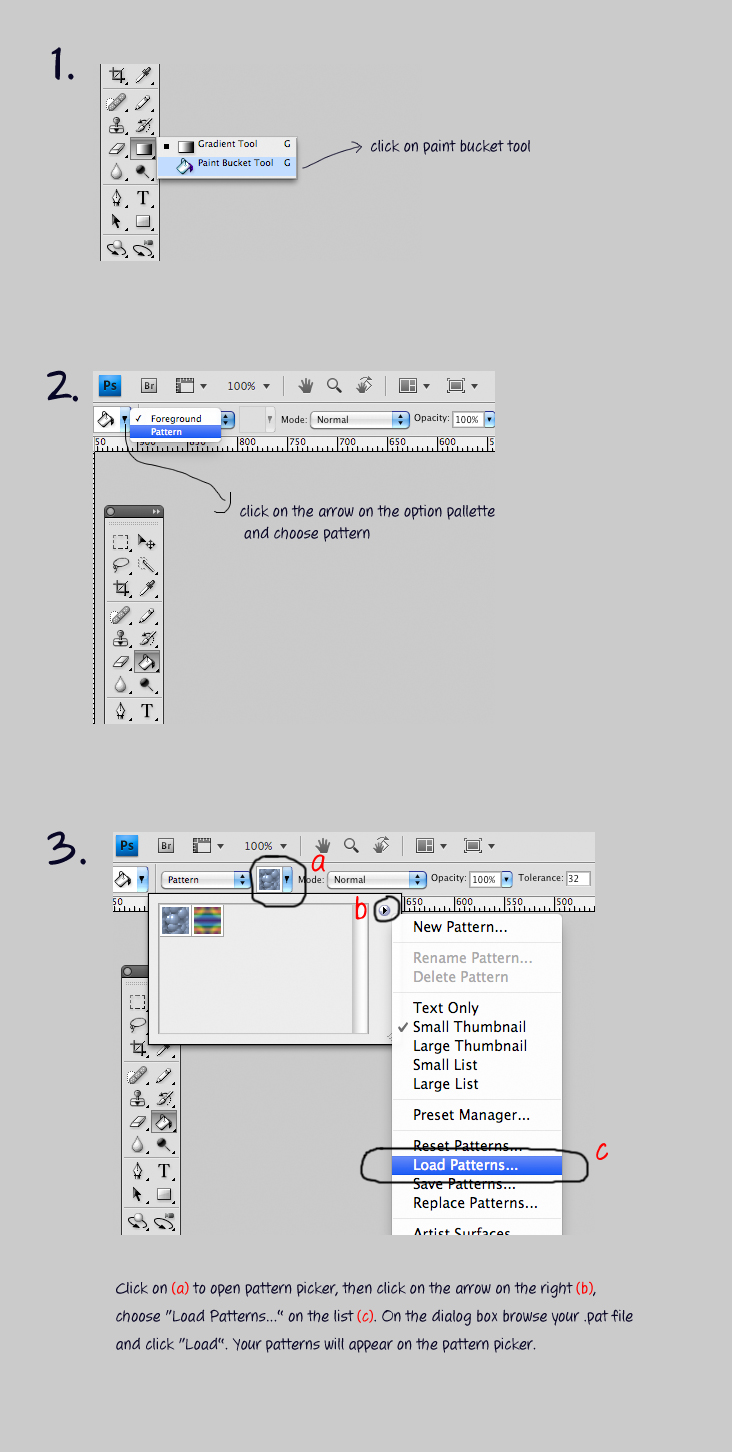 1.
Gradient Tool G
Paint Bucket Tool G
click on paint bucket tool
T
2.
Ps Br 100%
✓ Foreground Mode: Normal Opacity: 100%
Pattern
50 900 800 750 700 650 600 5
click on the arrow on the option pallette
and choose pattern
T
3.
Ps Br 100%
a
Pattern Mode: Normal Opacity: 100% Tolerance: 32
b
50 650 600 550 500
New Pattern...
Rename Pattern...
Delete Pattern
Text Only
✓ Small Thumbnail
Large Thumbnail
Small List
Large List
Preset Manager...
Reset Patterns...
c
Load Patterns...
Save Patterns...
Replace Patterns...
T
Artist Surfaces
Click on (a) to open pattern picker, then click on the arrow on the right (b),
choose "Load Patterns..." on the list (c). On the dialog box browse your .pat file
and click "Load". Your patterns will appear on the pattern picker.